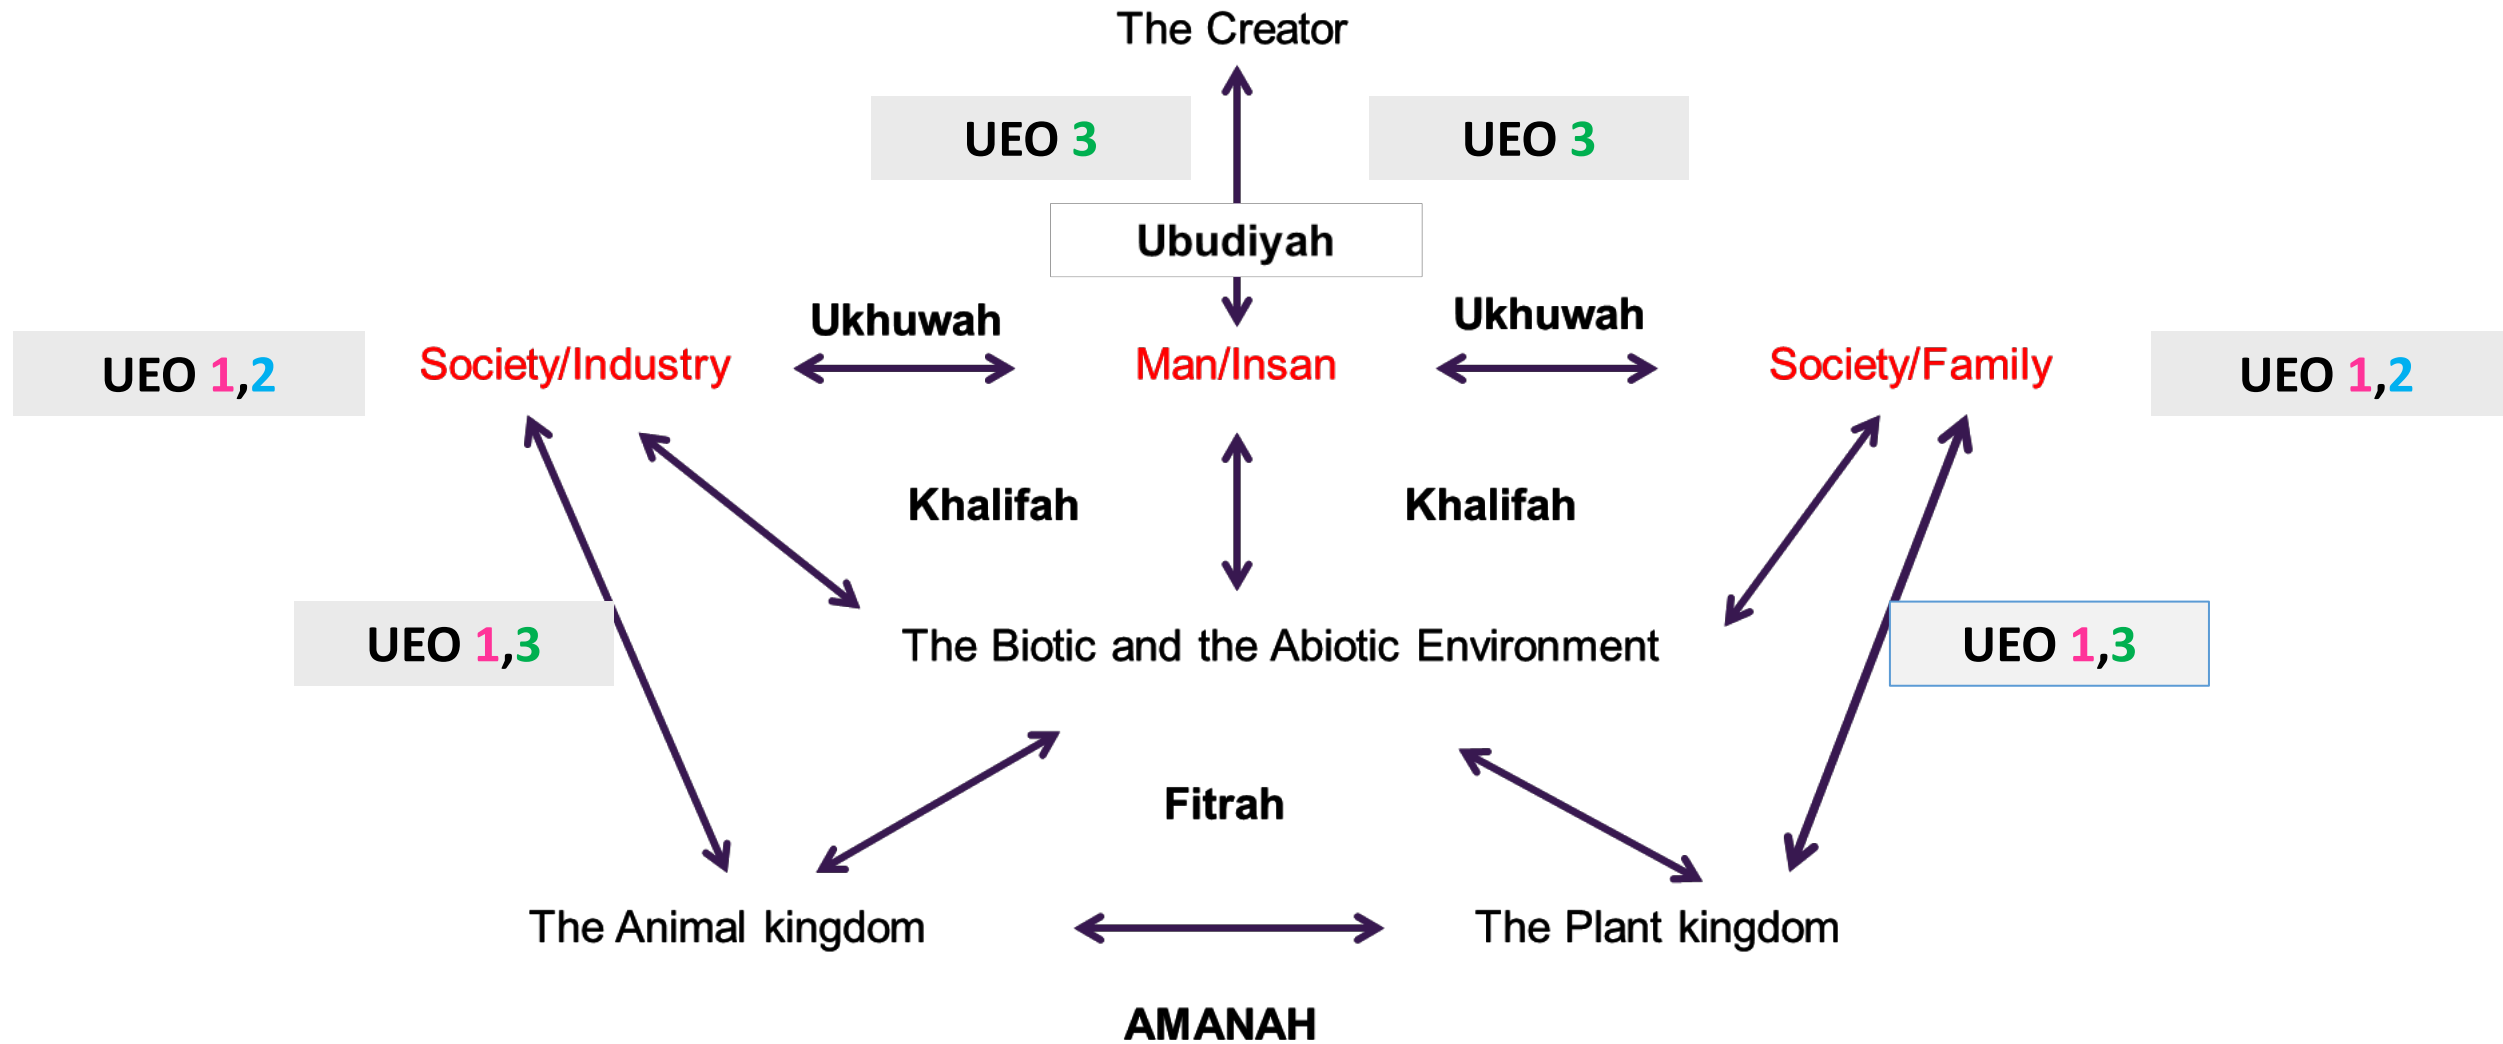 The Creator
UEO 3
UEO 3
Ubudiyah
Ukhuwah
Ukhuwah
UEO 1,2
Society/Industry
Man/Insan
Society/Family
UEO 1,2
Khalifah
Khalifah
UEO 1,3
The Biotic and the Abiotic Environment
UEO 1,3
Fitrah
The Animal kingdom
The Plant kingdom
AMANAH